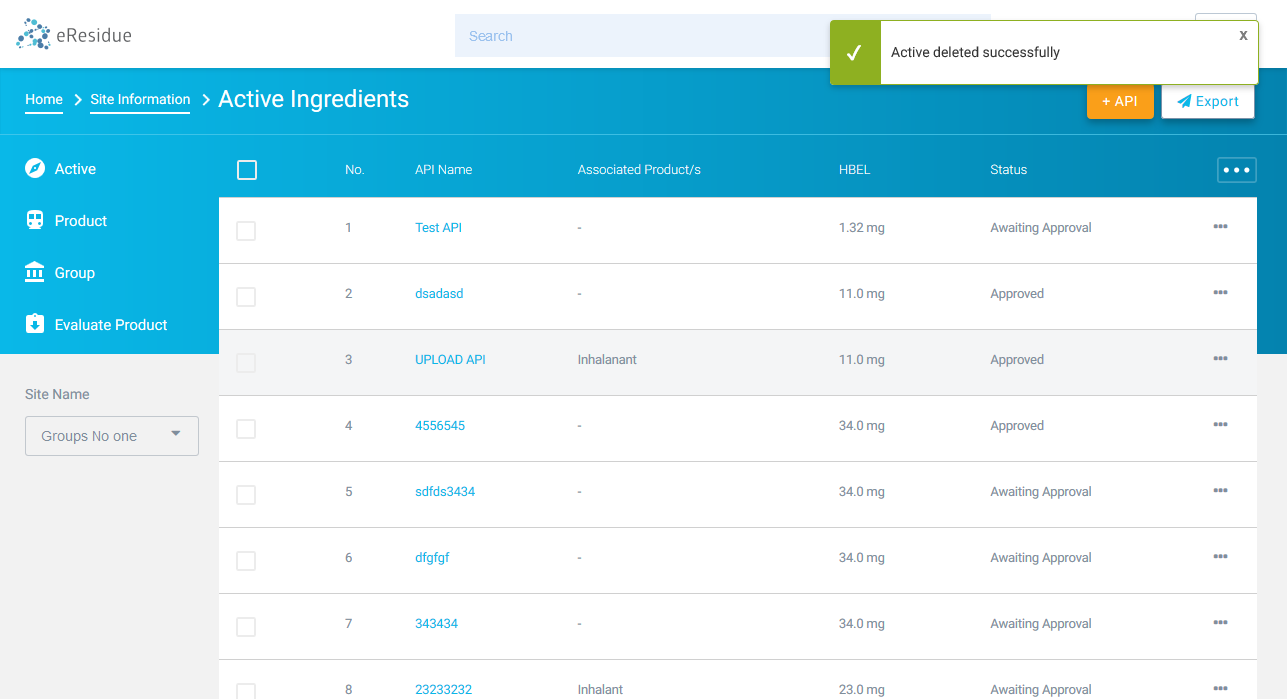 eResidue
Search
Active deleted successfully
x
Home
Site Information
Active Ingredients
+ API
Export
Active
Product
Group
Evaluate Product
Site Name
Groups No one
No. API Name Associated Product/s HBEL Status
1 Test API - 1.32 mg Awaiting Approval
2 dsadasd - 11.0 mg Approved
3 UPLOAD API Inhalanant 11.0 mg Approved
4 4556545 - 34.0 mg Approved
5 sdfds3434 - 34.0 mg Awaiting Approval
6 dfgfgf - 34.0 mg Awaiting Approval
7 343434 - 34.0 mg Awaiting Approval
8 23233232 Inhalant 23.0 mg Awaiting Approval